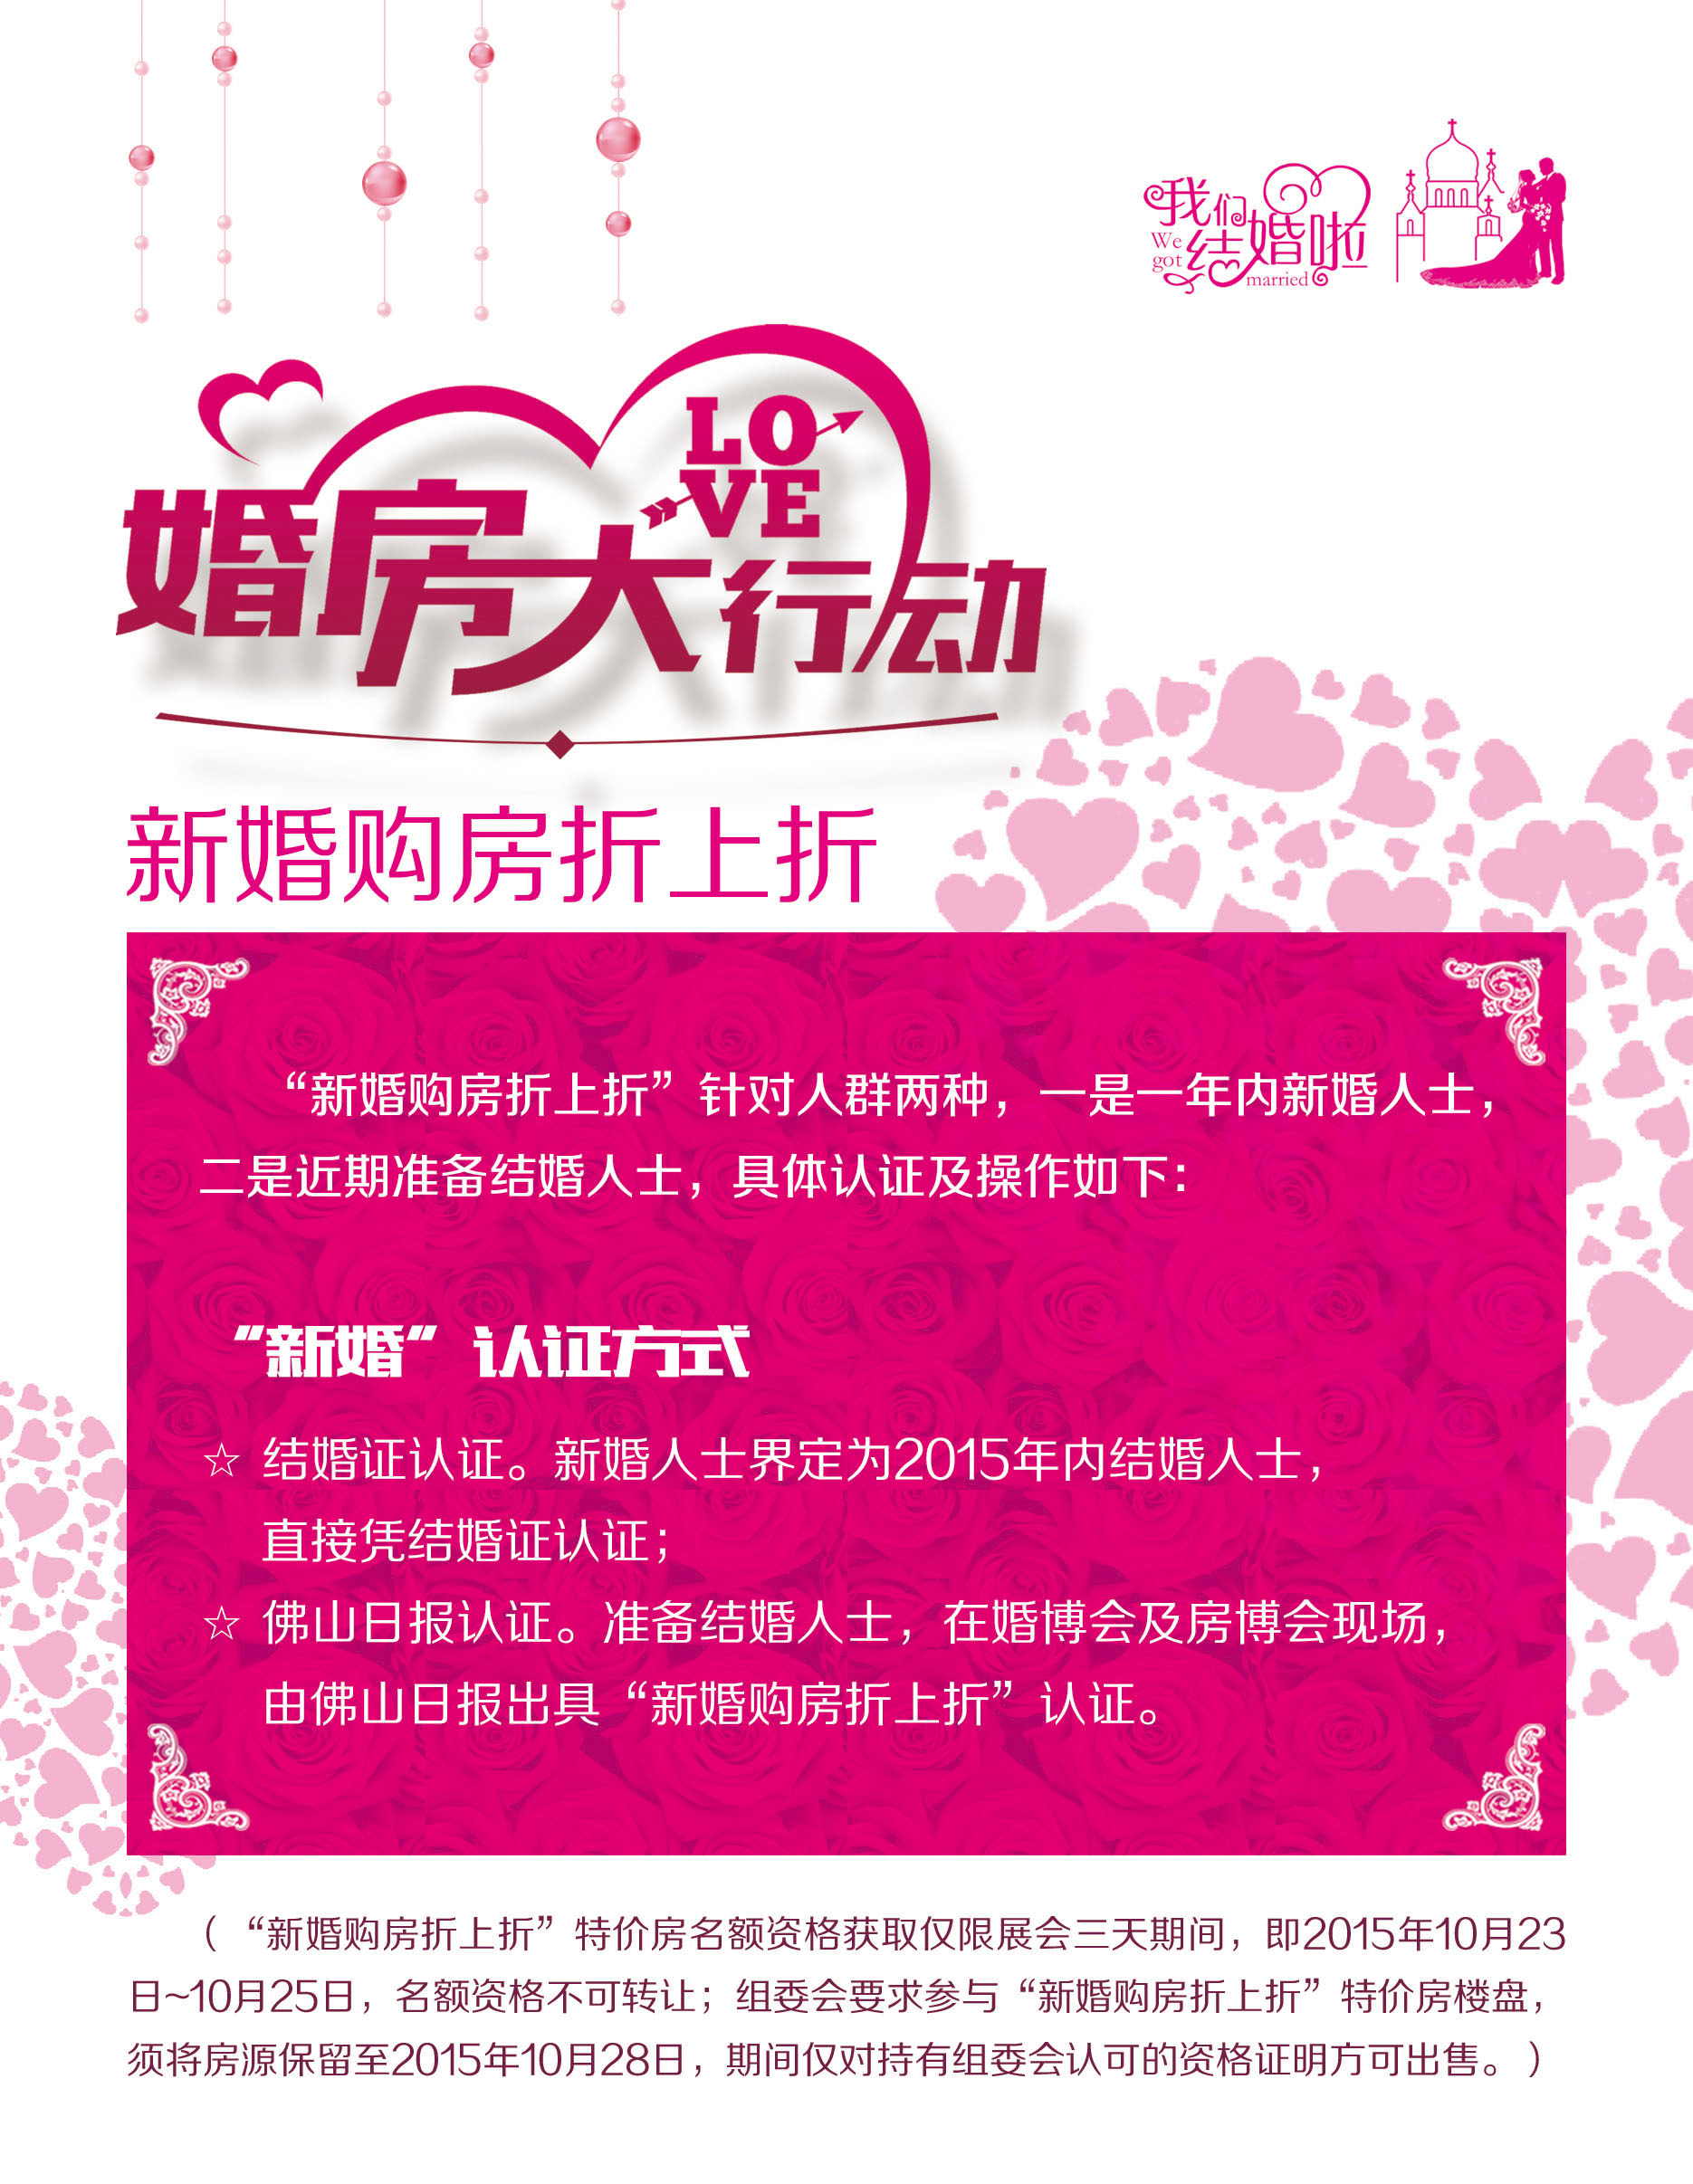 我们结婚啦
We got married
LO
VE
婚房大行动
新婚购房折上折
“新婚购房折上折”针对人群两种，一是一年内新婚人士，
二是近期准备结婚人士，具体认证及操作如下：
“新婚”认证方式
☆ 结婚证认证。新婚人士界定为2015年内结婚人士，
直接凭结婚证认证；
☆ 佛山日报认证。准备结婚人士，在婚博会及房博会现场，
由佛山日报出具“新婚购房折上折”认证。
（“新婚购房折上折”特价房名额资格获取仅限展会三天期间，即2015年10月23
日~10月25日，名额资格不可转让；组委会要求参与“新婚购房折上折”特价房楼盘，
须将房源保留至2015年10月28日，期间仅对持有组委会认可的资格证明方可出售。）